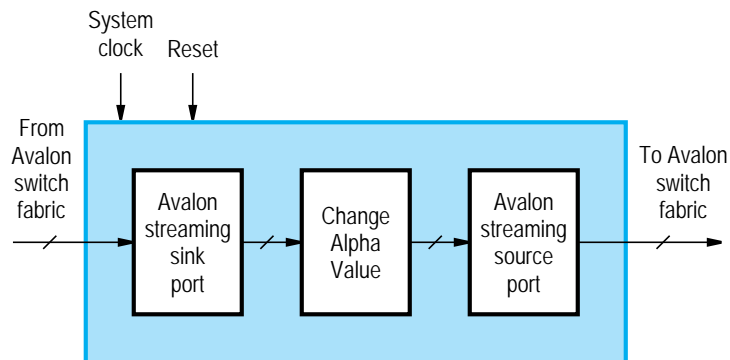 System
clock
Reset
From
Avalon
switch
fabric
Avalon
streaming
sink
port
Change
Alpha
Value
Avalon
streaming
source
port
To Avalon
switch
fabric